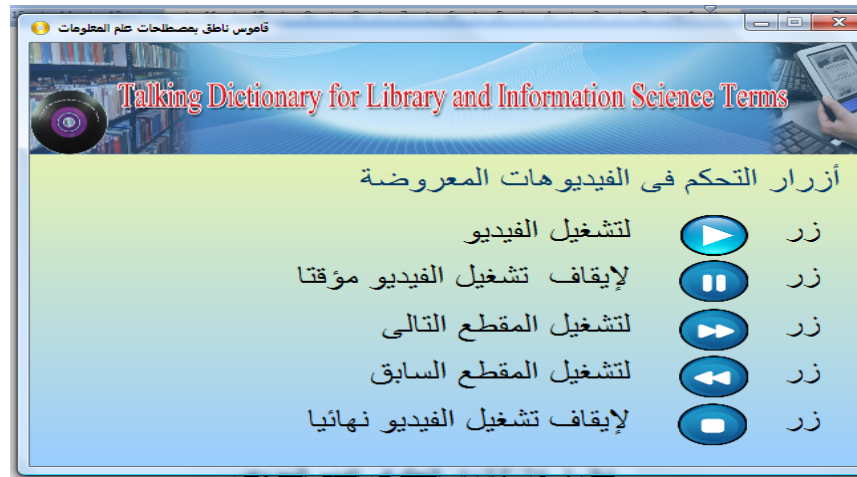 قاموس ناطق بمصطلحات علم المعلومات
Talking Dictionary for Library and Information Science Terms
أزرار التحكم فى الفيديوهات المعروضة
زر لتشغيل الفيديو
زر لإيقاف تشغيل الفيديو مؤقتا
زر لتشغيل المقطع التالى
زر لتشغيل المقطع السابق
زر لإيقاف تشغيل الفيديو نهائيا